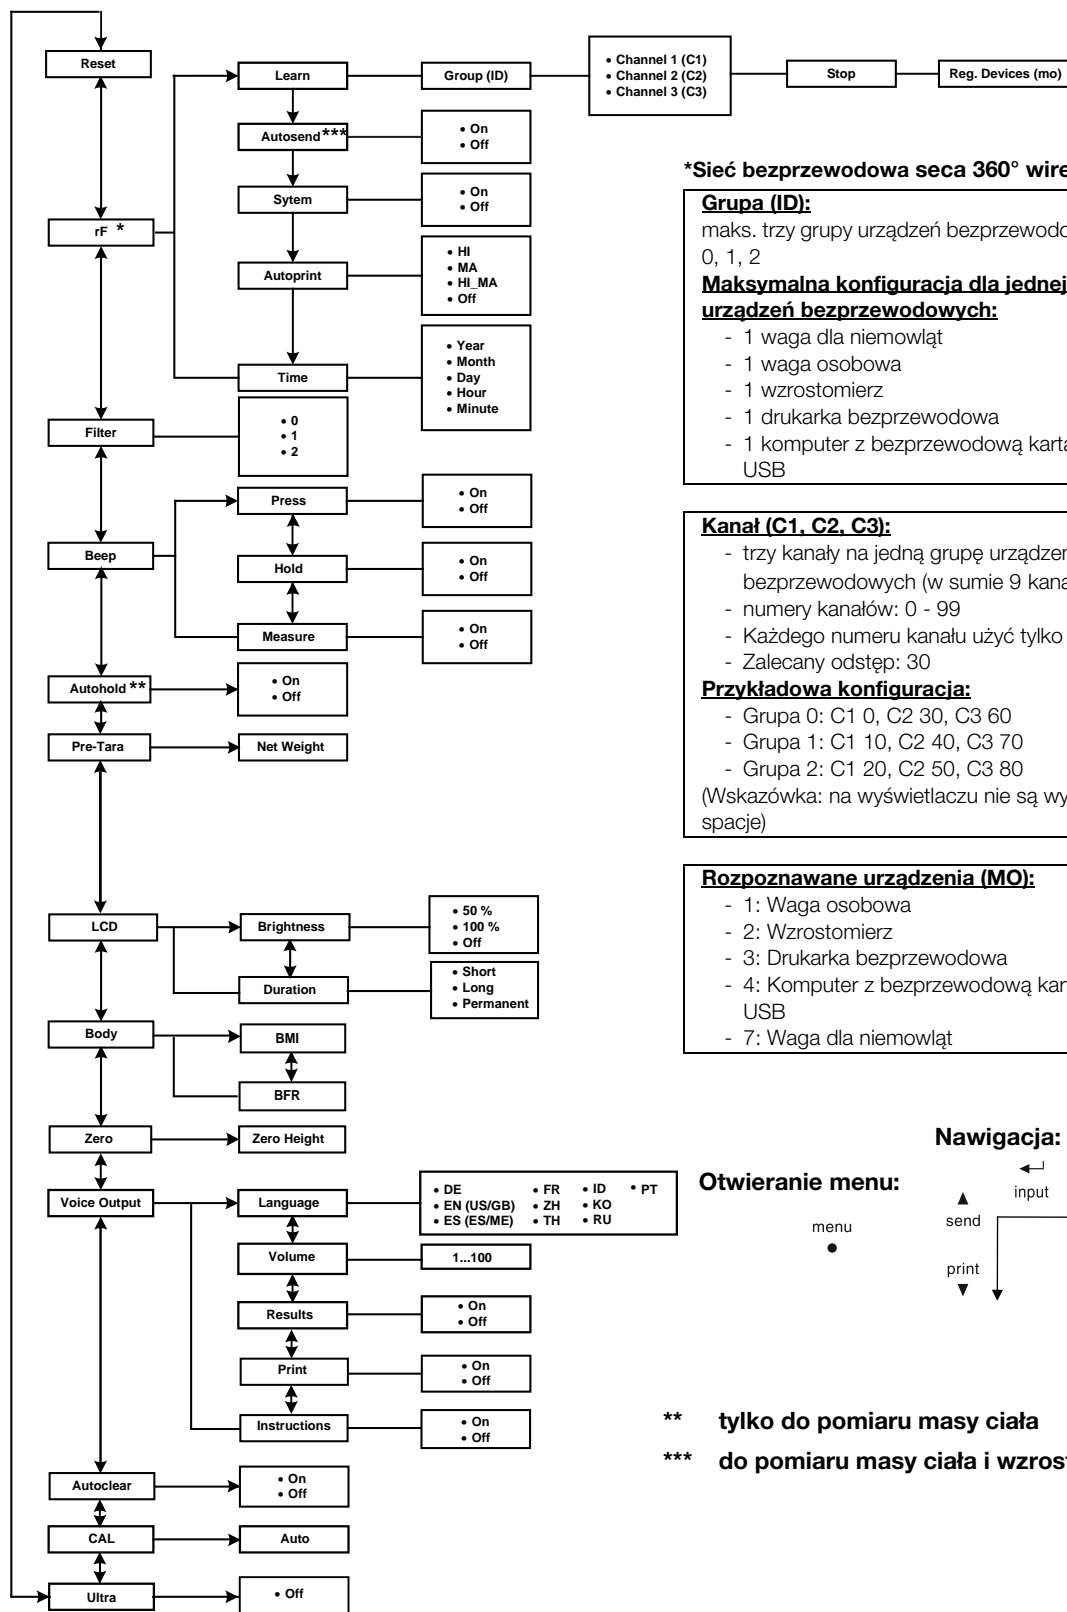 Reset
Learn
Group (ID)
• Channel 1 (C1)
• Channel 2 (C2)
• Channel 3 (C3)
Stop
Reg. Devices (mo)
Autosend ***
• On
• Off
Sytem
• On
• Off
rF *
Autoprint
• HI
• MA
• HI_MA
• Off
Time
• Year
• Month
• Day
• Hour
• Minute
Filter
• 0
• 1
• 2
Beep
Press
• On
• Off
Hold
• On
• Off
Measure
• On
• Off
Autohold **
• On
• Off
Pre-Tara
Net Weight
LCD
Brightness
• 50 %
• 100 %
• Off
Duration
• Short
• Long
• Permanent
Body
BMI
BFR
Zero
Zero Height
Voice Output
Language
• DE • FR • ID • PT
• EN (US/GB) • ZH • KO
• ES (ES/ME) • TH • RU
Volume
1...100
Results
• On
• Off
Print
• On
• Off
Instructions
• On
• Off
Autoclear
• On
• Off
CAL
Auto
Ultra
• Off
*Sieć bezprzewodowa seca 360° wire
Grupa (ID):
maks. trzy grupy urządzeń bezprzewodo
0, 1, 2
Maksymalna konfiguracja dla jednej
urządzeń bezprzewodowych:
- 1 waga dla niemowląt
- 1 waga osobowa
- 1 wzrostomierz
- 1 drukarka bezprzewodowa
- 1 komputer z bezprzewodową kartą
USB
Kanał (C1, C2, C3):
- trzy kanały na jedną grupę urządzeń
bezprzewodowych (w sumie 9 kana
- numery kanałów: 0 - 99
- Każdego numeru kanału użyć tylko
- Zalecany odstęp: 30
Przykładowa konfiguracja:
- Grupa 0: C1 0, C2 30, C3 60
- Grupa 1: C1 10, C2 40, C3 70
- Grupa 2: C1 20, C2 50, C3 80
(Wskazówka: na wyświetlaczu nie są wy
spacje)
Rozpoznawane urządzenia (MO):
- 1: Waga osobowa
- 2: Wzrostomierz
- 3: Drukarka bezprzewodowa
- 4: Komputer z bezprzewodową kart
USB
- 7: Waga dla niemowląt
Nawigacja:
Otwieranie menu:
input
send
menu
print
** tylko do pomiaru masy ciała
*** do pomiaru masy ciała i wzrost